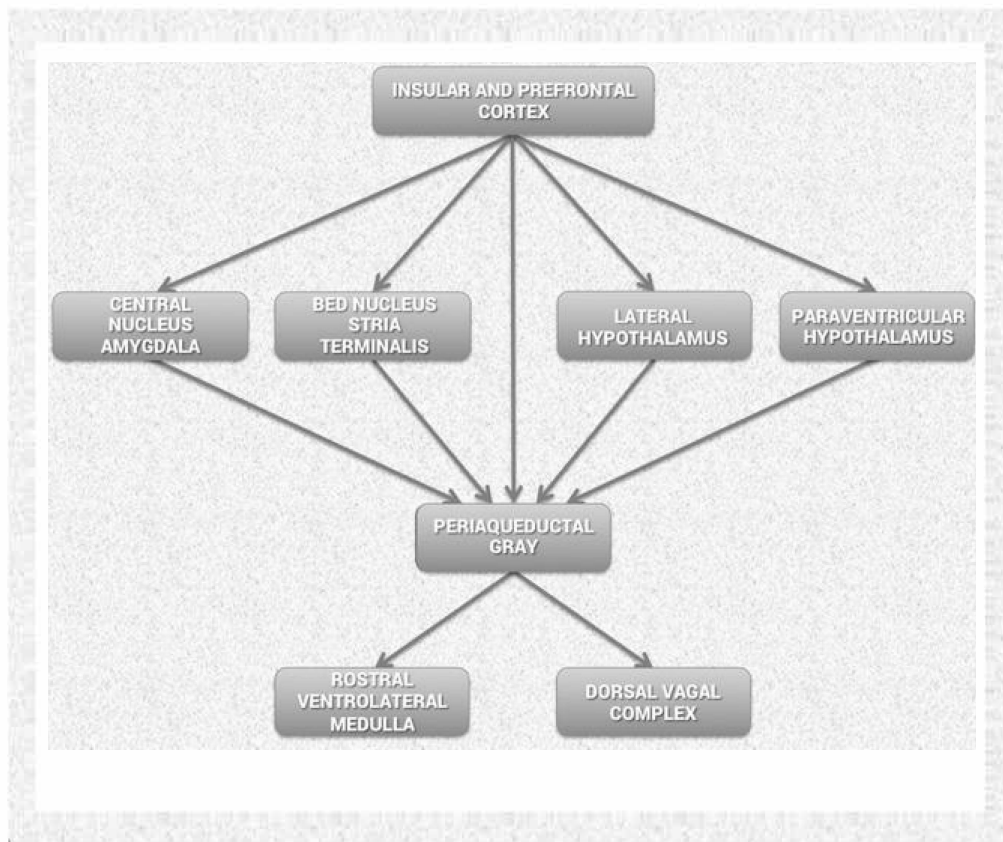 INSULAR AND PREFRONTAL
CORTEX
CENTRAL
NUCLEUS
AMYGDALA
BED NUCLEUS
STRIA
TERMINALIS
LATERAL
HYPOTHALAMUS
PARAVENTRICULAR
HYPOTHALAMUS
PERIAQUEDUCTAL
GRAY
ROSTRAL
VENTROLATERAL
MEDULLA
DORSAL VAGAL
COMPLEX